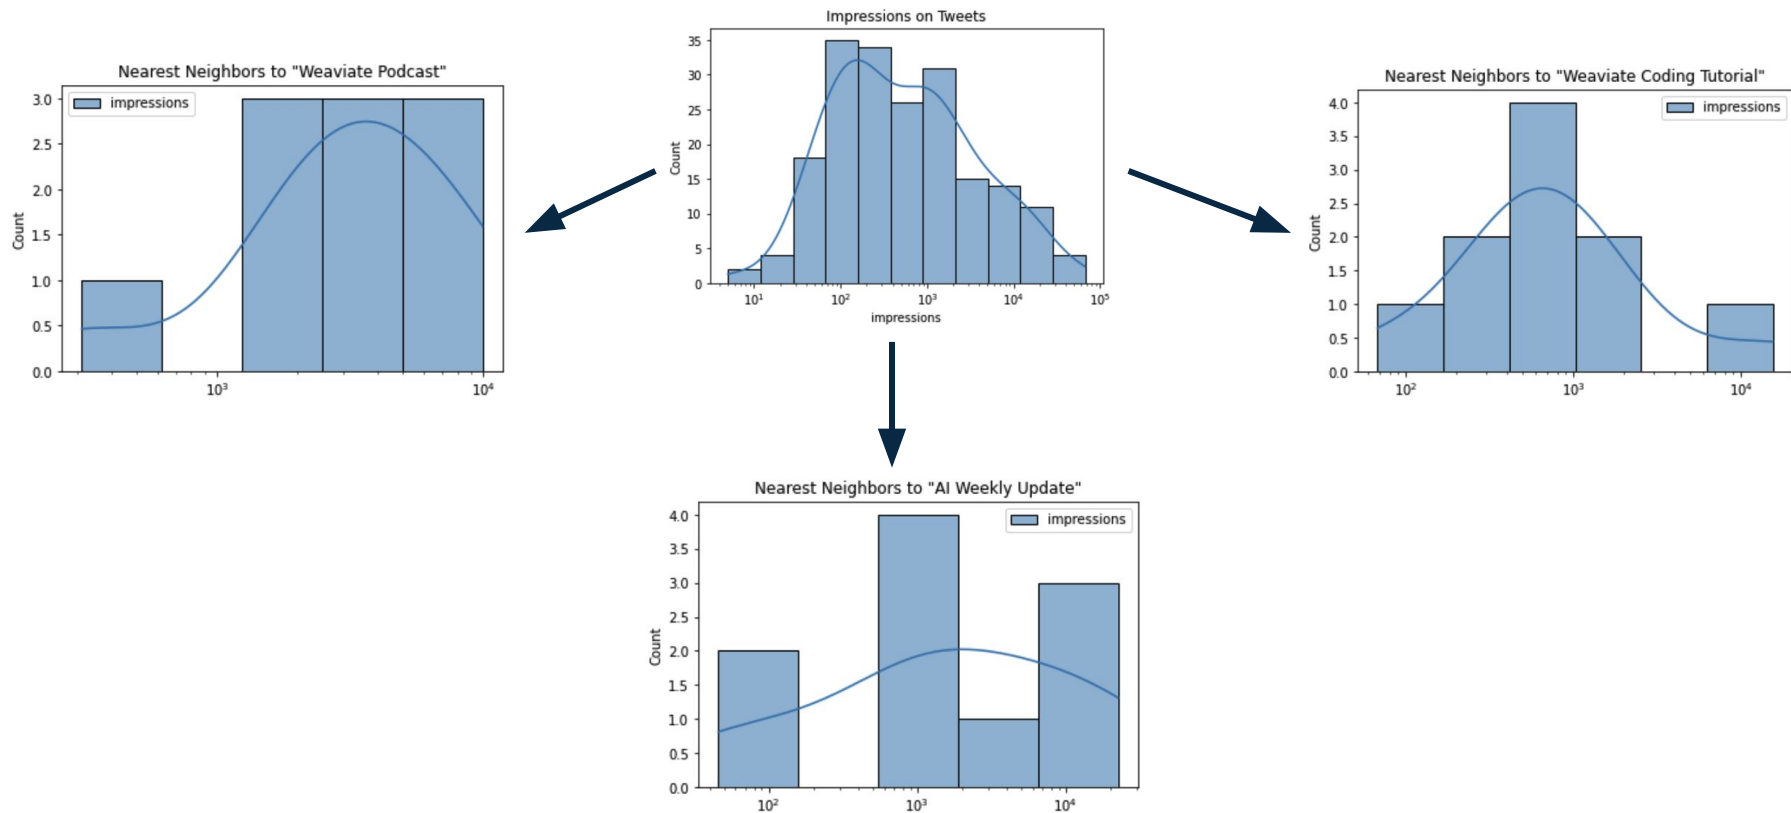 Impressions on Tweets
35
30
25
20
15
10
5
0
Count
10¹ 10² 10³ 10⁴ 10⁵
impressions
Nearest Neighbors to "Weaviate Podcast"
impressions
3.0
2.5
2.0
1.5
1.0
0.5
0.0
Count
10³ 10⁴
Nearest Neighbors to "Weaviate Coding Tutorial"
impressions
4.0
3.5
3.0
2.5
2.0
1.5
1.0
0.5
0.0
Count
10² 10³ 10⁴
Nearest Neighbors to "AI Weekly Update"
impressions
4.0
3.5
3.0
2.5
2.0
1.5
1.0
0.5
0.0
Count
10² 10³ 10⁴